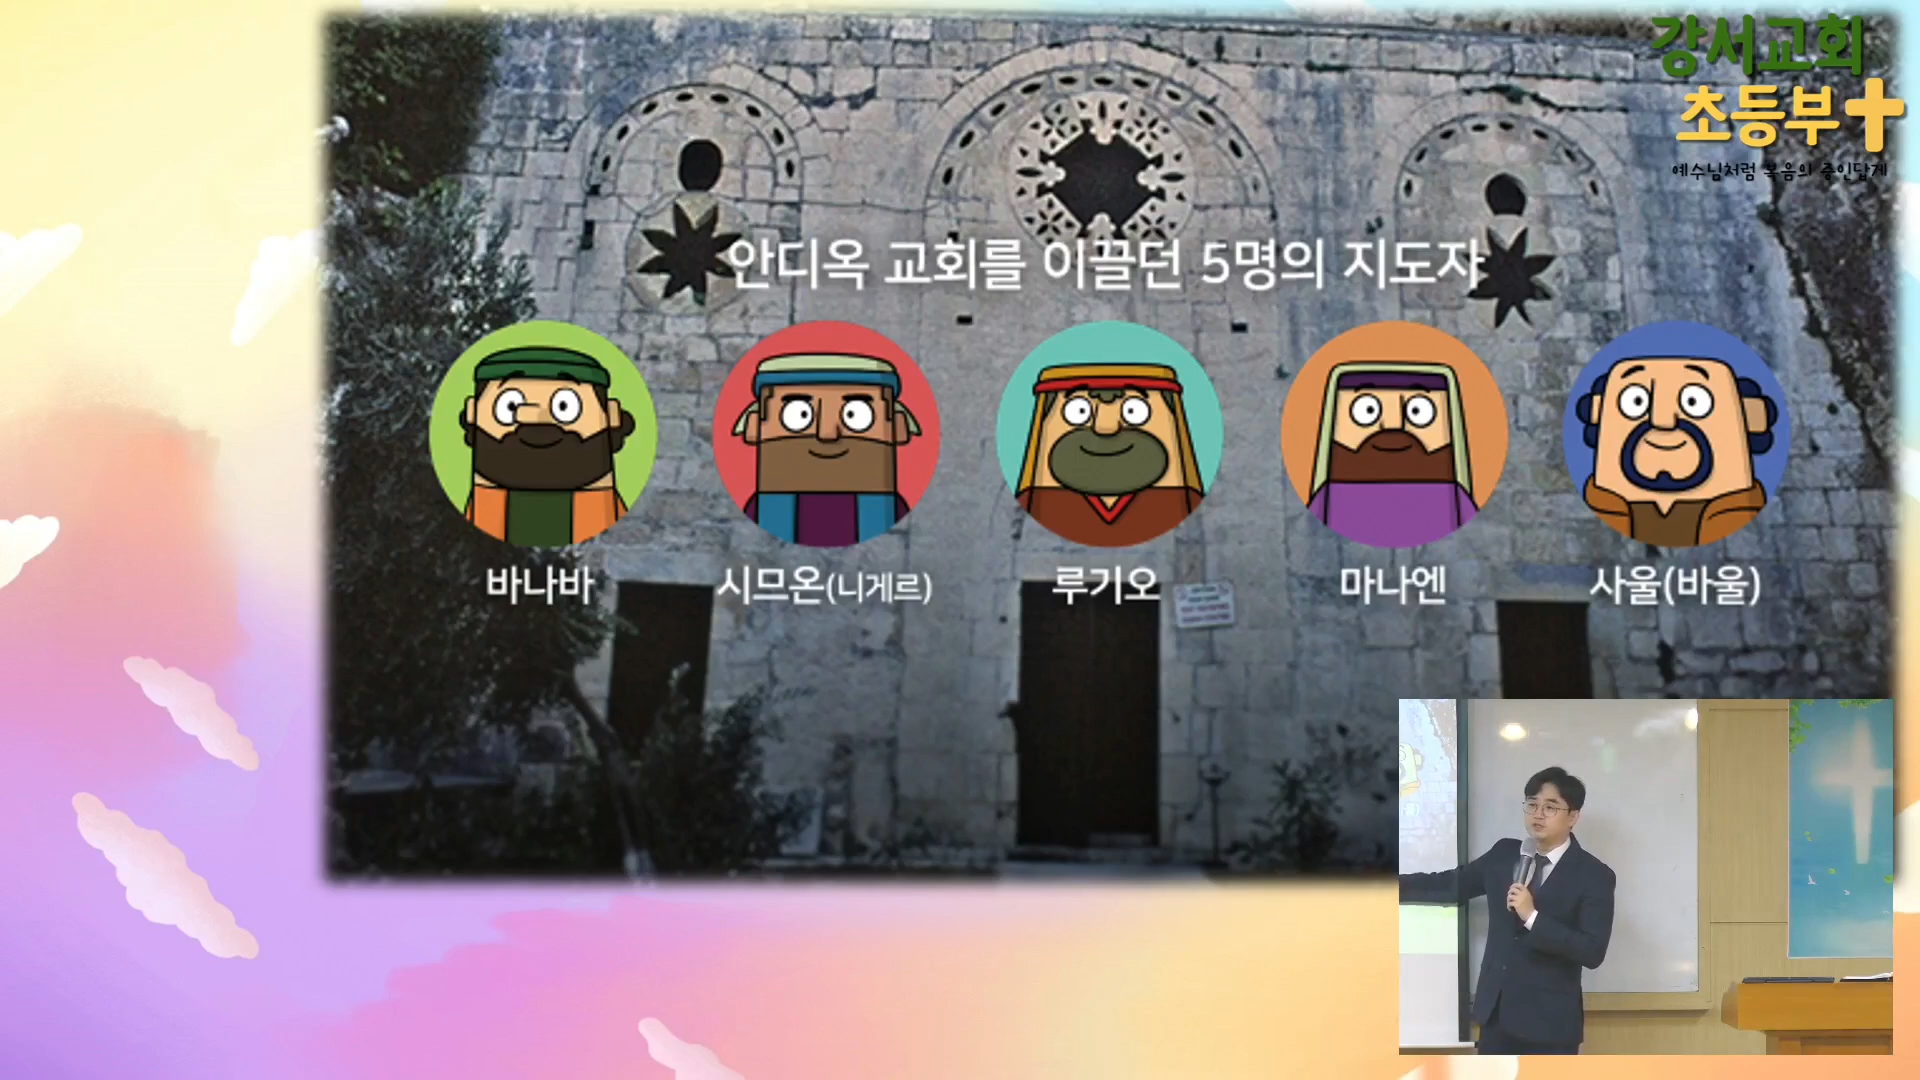 강서교회
초등부
예수님처럼 복음의 증인답게
안디옥 교회를 이끌던 5명의 지도자
바나바
시므온(니게르)
루기오
마나엔
사울(바울)